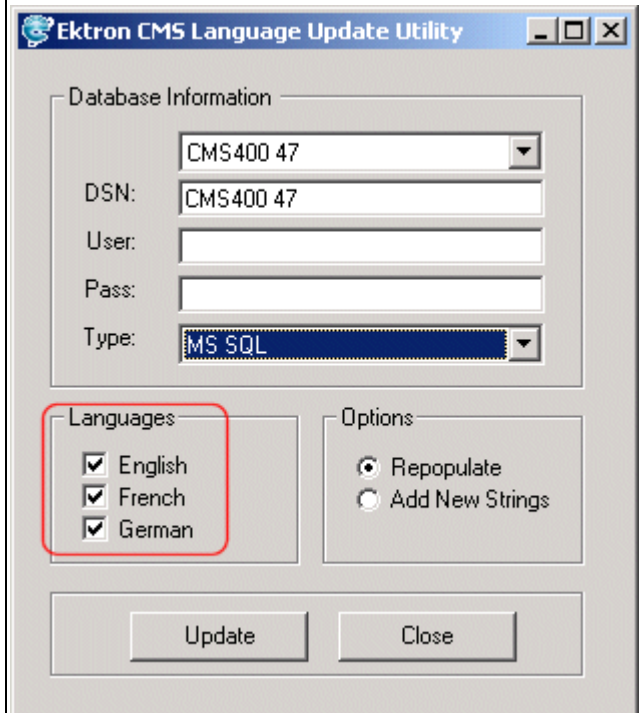 Ektron CMS Language Update Utility
Database Information
CMS400 47
DSN: CMS400 47
User:
Pass:
Type: MS SQL
Languages
English
French
German
Options
Repopulate
Add New Strings
Update Close